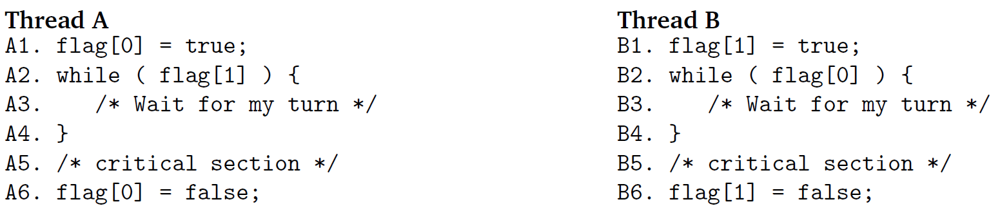 Thread A
A1. flag[0] = true;
A2. while ( flag[1] ) {
A3.    /* Wait for my turn */
A4. }
A5. /* critical section */
A6. flag[0] = false;
Thread B
B1. flag[1] = true;
B2. while ( flag[0] ) {
B3.    /* Wait for my turn */
B4. }
B5. /* critical section */
B6. flag[1] = false;